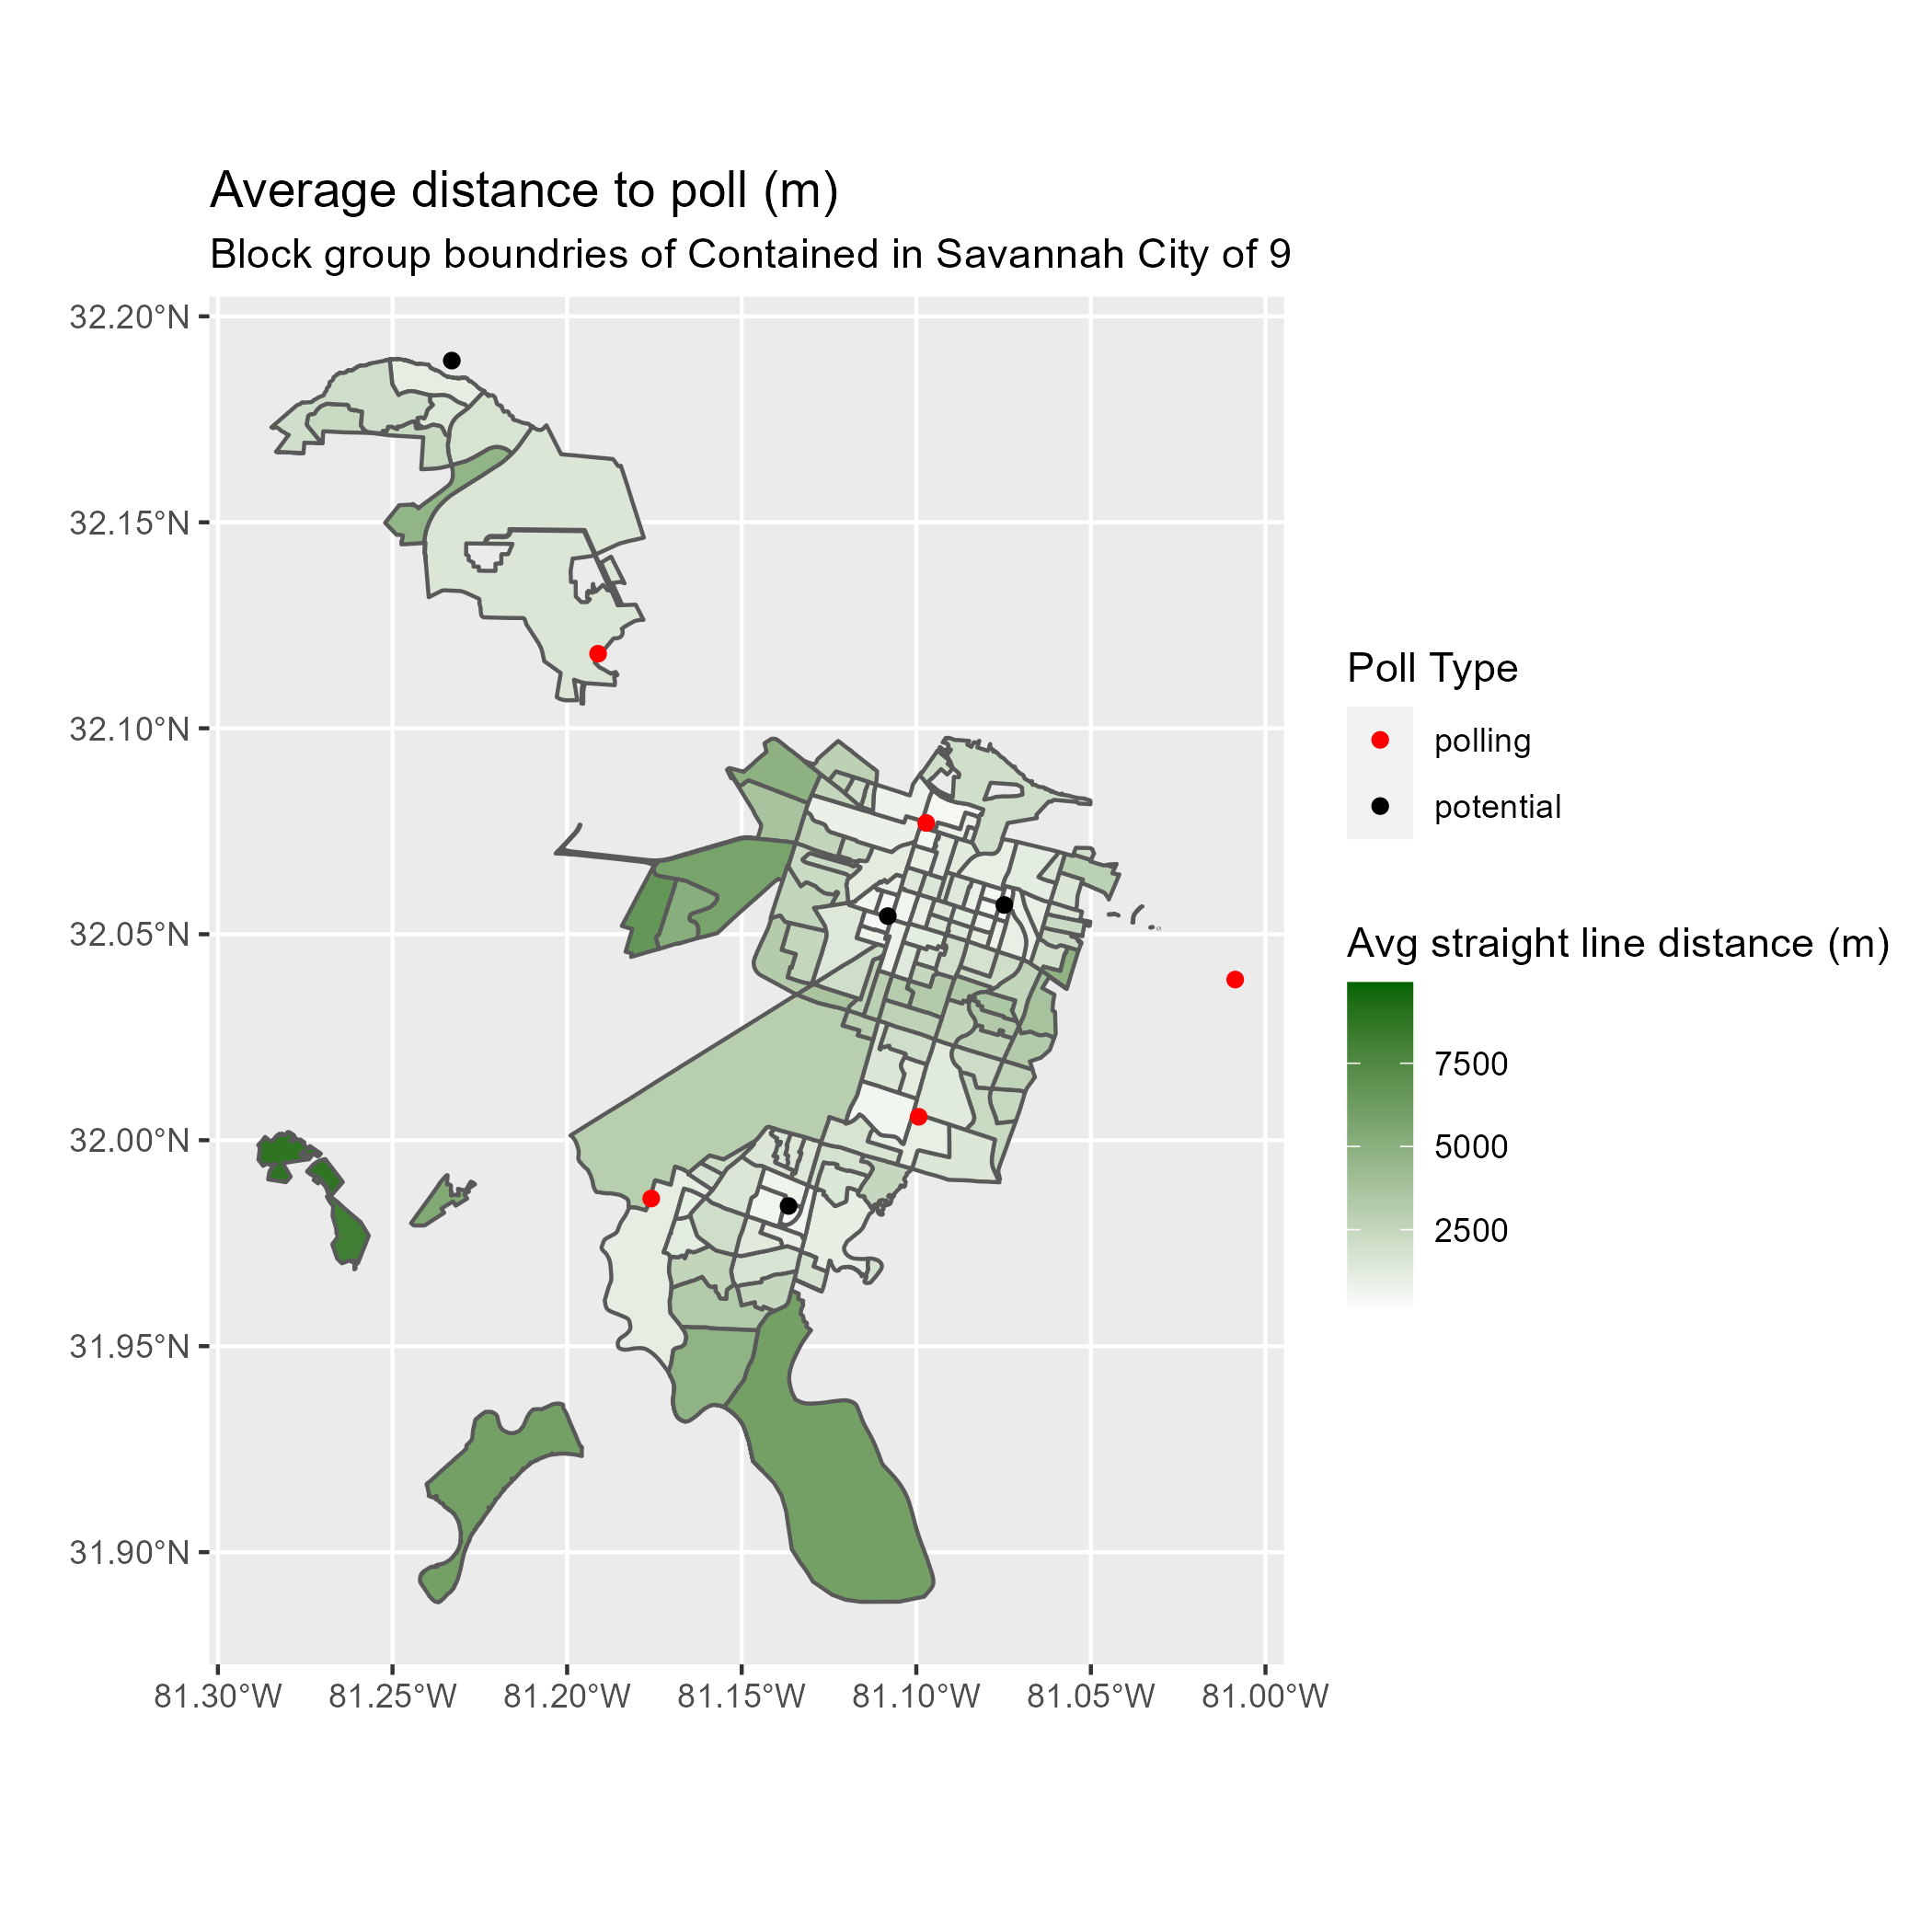 Average distance to poll (m)
Block group boundries of Contained in Savannah City of 9
32.20°N
32.15°N
32.10°N
32.05°N
32.00°N
31.95°N
31.90°N
81.30°W 81.25°W 81.20°W 81.15°W 81.10°W 81.05°W 81.00°W
Poll Type
polling
potential
Avg straight line distance (m)
7500
5000
2500